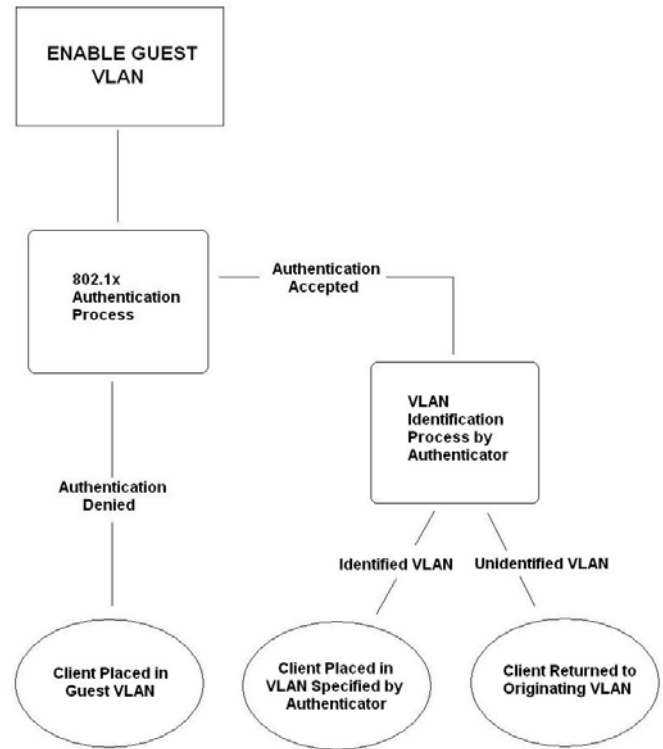 ENABLE GUEST
VLAN
802.1x
Authentication
Process
Authentication
Accepted
VLAN
Identification
Process by
Authenticator
Authentication
Denied
Identified VLAN
Unidentified VLAN
Client Placed in
Guest VLAN
Client Placed in
VLAN Specified by
Authenticator
Client Returned to
Originating VLAN